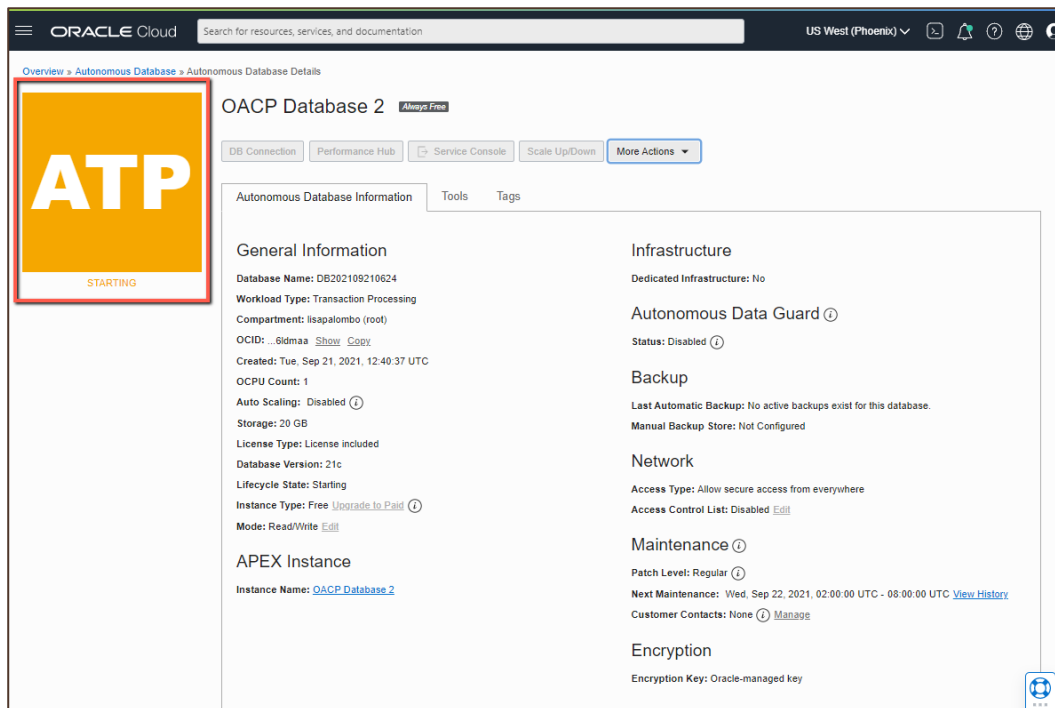 ORACLE Cloud
Search for resources, services, and documentation
US West (Phoenix)
Overview » Autonomous Database » Autonomous Database Details
ATP
STARTING
OACP Database 2 Always Free
DB Connection Performance Hub Service Console Scale Up/Down More Actions
Autonomous Database Information Tools Tags
General Information
Database Name: DB202109210624
Workload Type: Transaction Processing
Compartment: lisapalombo (root)
OCID: ...6ldmaa Show Copy
Created: Tue, Sep 21, 2021, 12:40:37 UTC
OCPU Count: 1
Auto Scaling: Disabled
Storage: 20 GB
License Type: License included
Database Version: 21c
Lifecycle State: Starting
Instance Type: Free Upgrade to Paid
Mode: Read/Write Edit
APEX Instance
Instance Name: OACP Database 2
Infrastructure
Dedicated Infrastructure: No
Autonomous Data Guard
Status: Disabled
Backup
Last Automatic Backup: No active backups exist for this database.
Manual Backup Store: Not Configured
Network
Access Type: Allow secure access from everywhere
Access Control List: Disabled Edit
Maintenance
Patch Level: Regular
Next Maintenance: Wed, Sep 22, 2021, 02:00:00 UTC - 08:00:00 UTC View History
Customer Contacts: None Manage
Encryption
Encryption Key: Oracle-managed key